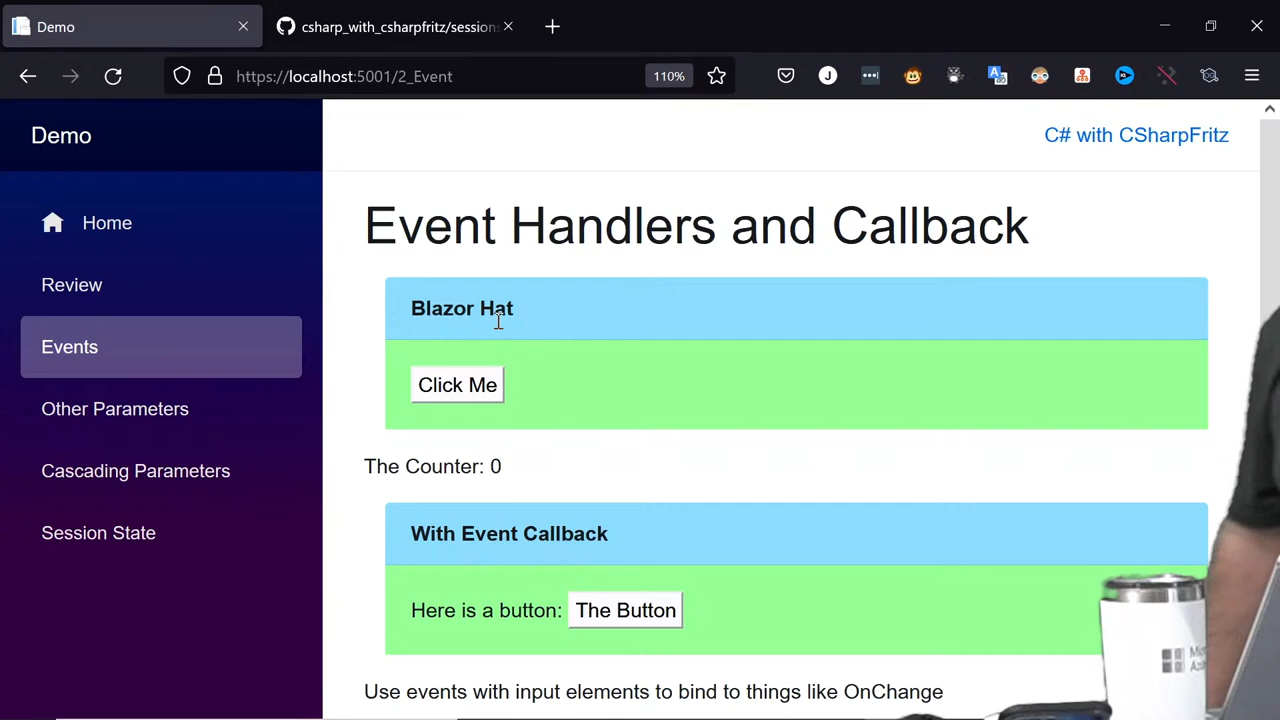 Demo
csharp_with_csharpfritz/session
https://localhost:5001/2_Event
110%
J
Demo
C# with CSharpFritz
Home
Review
Events
Other Parameters
Cascading Parameters
Session State
Event Handlers and Callback
Blazor Hat
Click Me
The Counter: 0
With Event Callback
Here is a button: The Button
Use events with input elements to bind to things like OnChange